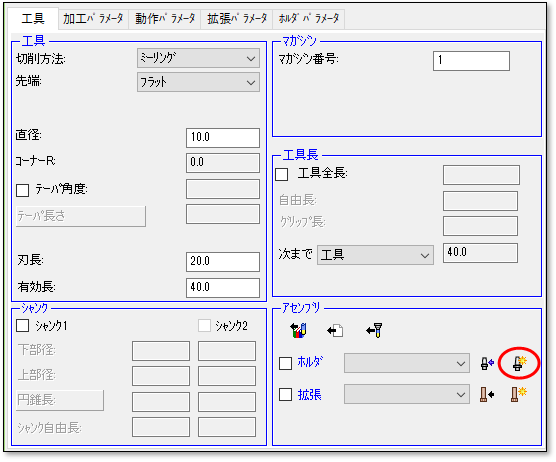 工具 加工ﾊﾟﾗﾒｰﾀ 動作ﾊﾟﾗﾒｰﾀ 拡張ﾊﾟﾗﾒｰﾀ ﾎﾙﾀﾞﾊﾟﾗﾒｰﾀ
工具
切削方法: ﾐｰﾘﾝｸﾞ
先端: ﾌﾗｯﾄ
直径: 10.0
ｺｰﾅｰR: 0.0
ﾃｰﾊﾟ角度:
ﾃｰﾊﾟ長さ
刃長: 20.0
有効長: 40.0
ｼｬﾝｸ
ｼｬﾝｸ1 ｼｬﾝｸ2
下部径:
上部径:
円錐長:
ｼｬﾝｸ自由長:
ﾏｶﾞｼﾞﾝ
ﾏｶﾞｼﾞﾝ番号: 1
工具長
工具全長:
自由長:
ｸﾞﾘｯﾌﾟ長:
次まで 工具 40.0
ｱｾﾝﾌﾞﾘ
ﾎﾙﾀﾞ
拡張